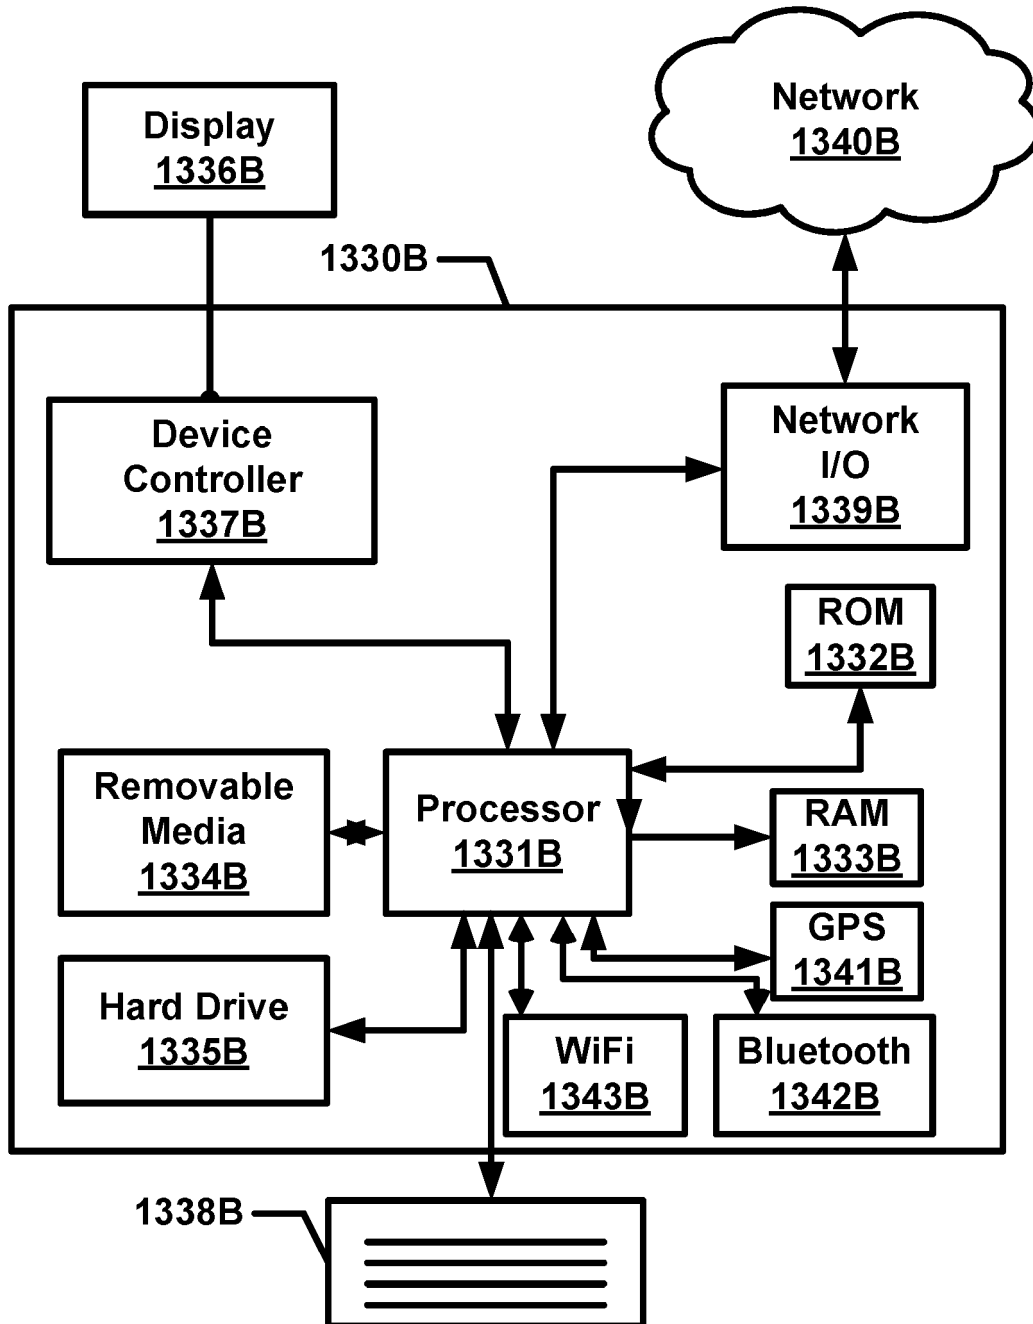 Display
1336B
Network
1340B
1330B
Device
Controller
1337B
Network
I/O
1339B
ROM
1332B
Removable
Media
1334B
Processor
1331B
RAM
1333B
GPS
1341B
Hard Drive
1335B
WiFi
1343B
Bluetooth
1342B
1338B